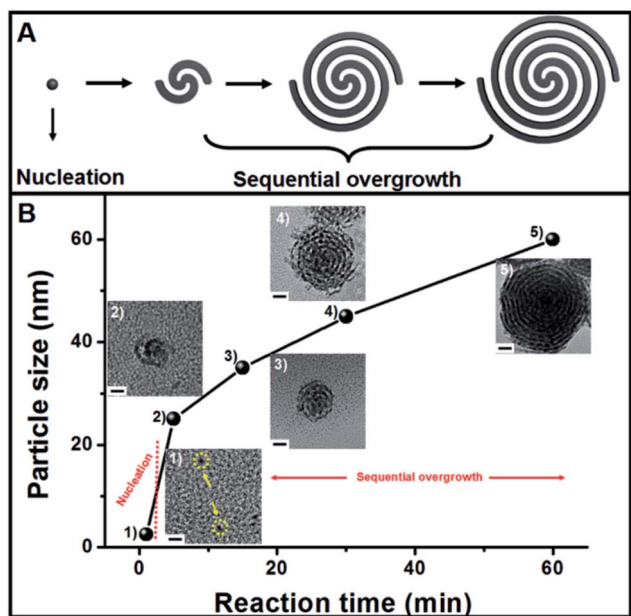 A
Nucleation
Sequential overgrowth
B
Particle size (nm)
60
40
20
0
0
20
40
60
Reaction time (min)
Nucleation
Sequential overgrowth
1)
2)
3)
4)
5)
1)
2)
3)
4)
5)